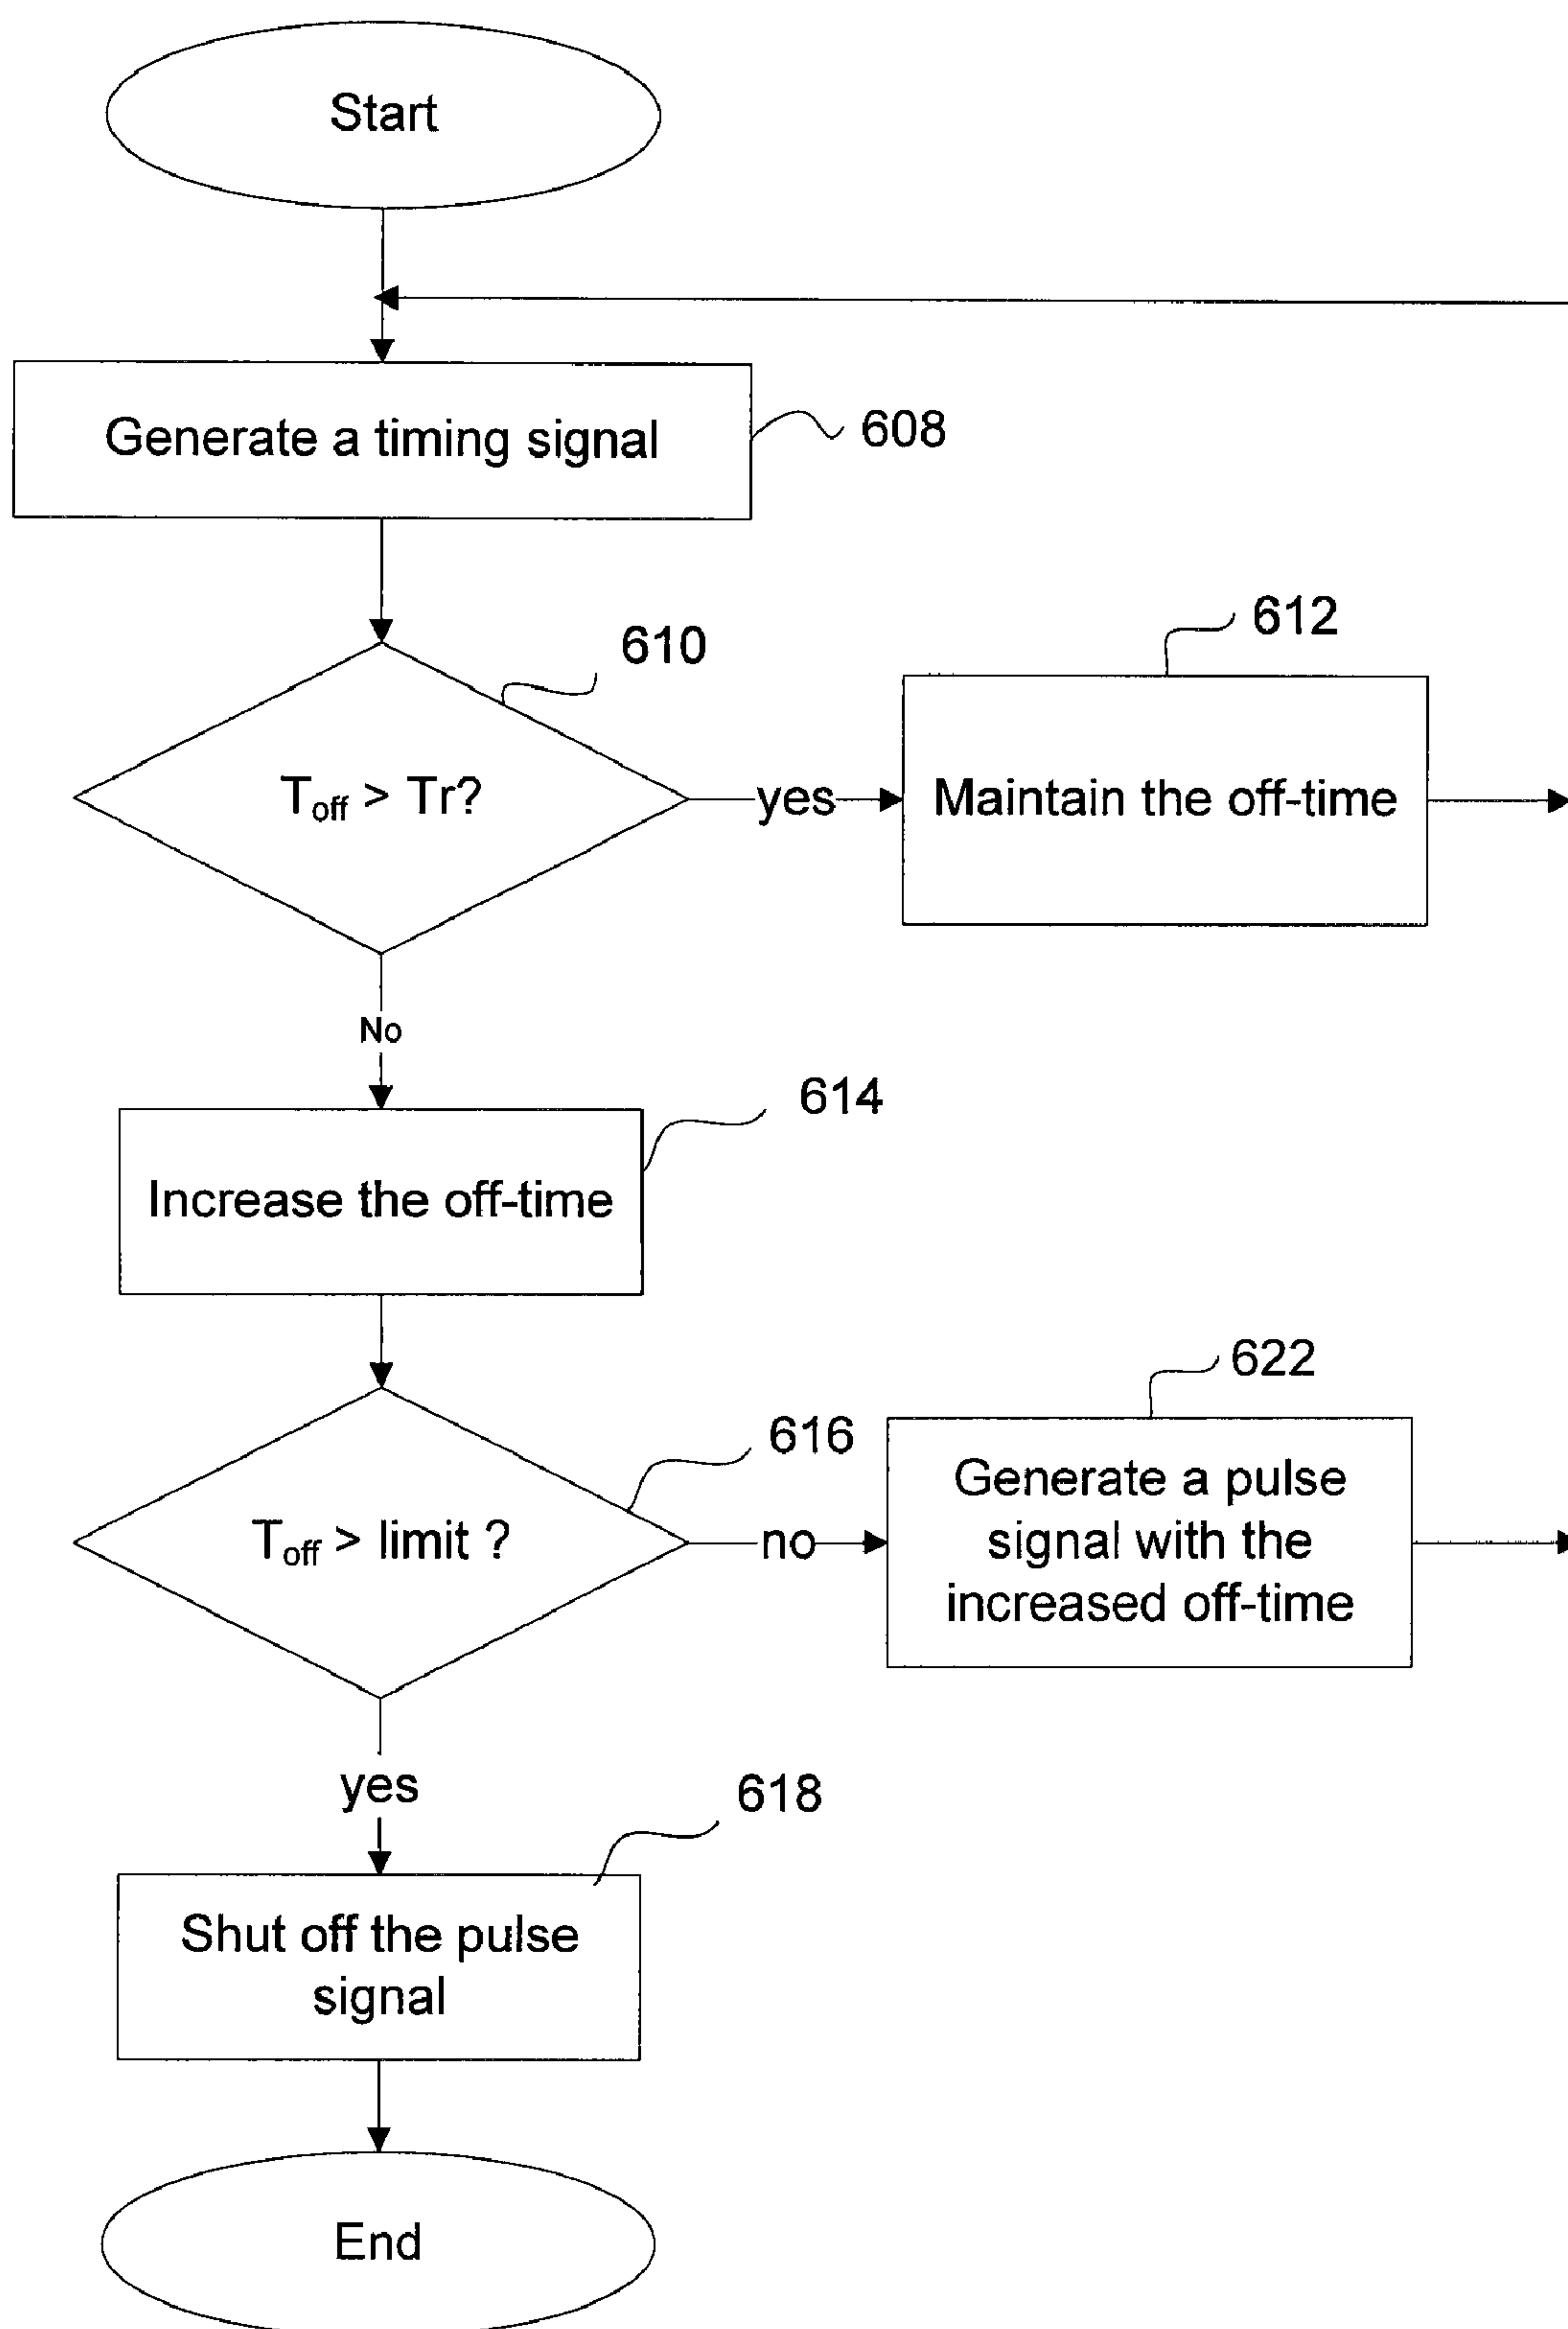 Start
Generate a timing signal
608
610
612
Toff > Tr?
yes
Maintain the off-time
No
614
Increase the off-time
622
616
Toff > limit ?
no
Generate a pulse
signal with the
increased off-time
yes
618
Shut off the pulse
signal
End